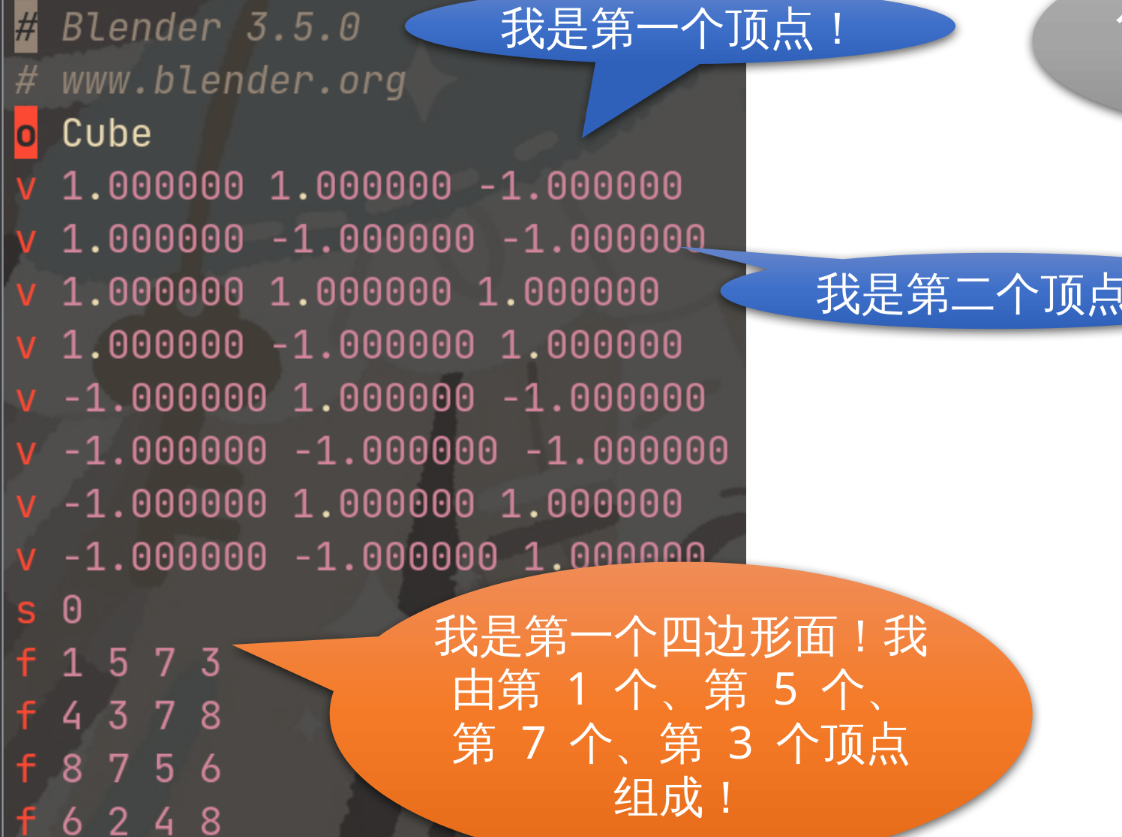 # Blender 3.5.0
我是第一个顶点！
# www.blender.org
o Cube
v 1.000000 1.000000 -1.000000
v 1.000000 -1.000000 -1.000000
v 1.000000 1.000000 1.000000
我是第二个顶点
v 1.000000 -1.000000 1.000000
v -1.000000 1.000000 -1.000000
v -1.000000 -1.000000 -1.000000
v -1.000000 1.000000 1.000000
v -1.000000 -1.000000 1.000000
s 0
f 1 5 7 3
f 4 3 7 8
f 8 7 5 6
f 6 2 4 8
我是第一个四边形面！我
由第 1 个、第 5 个、
第 7 个、第 3 个顶点
组成！